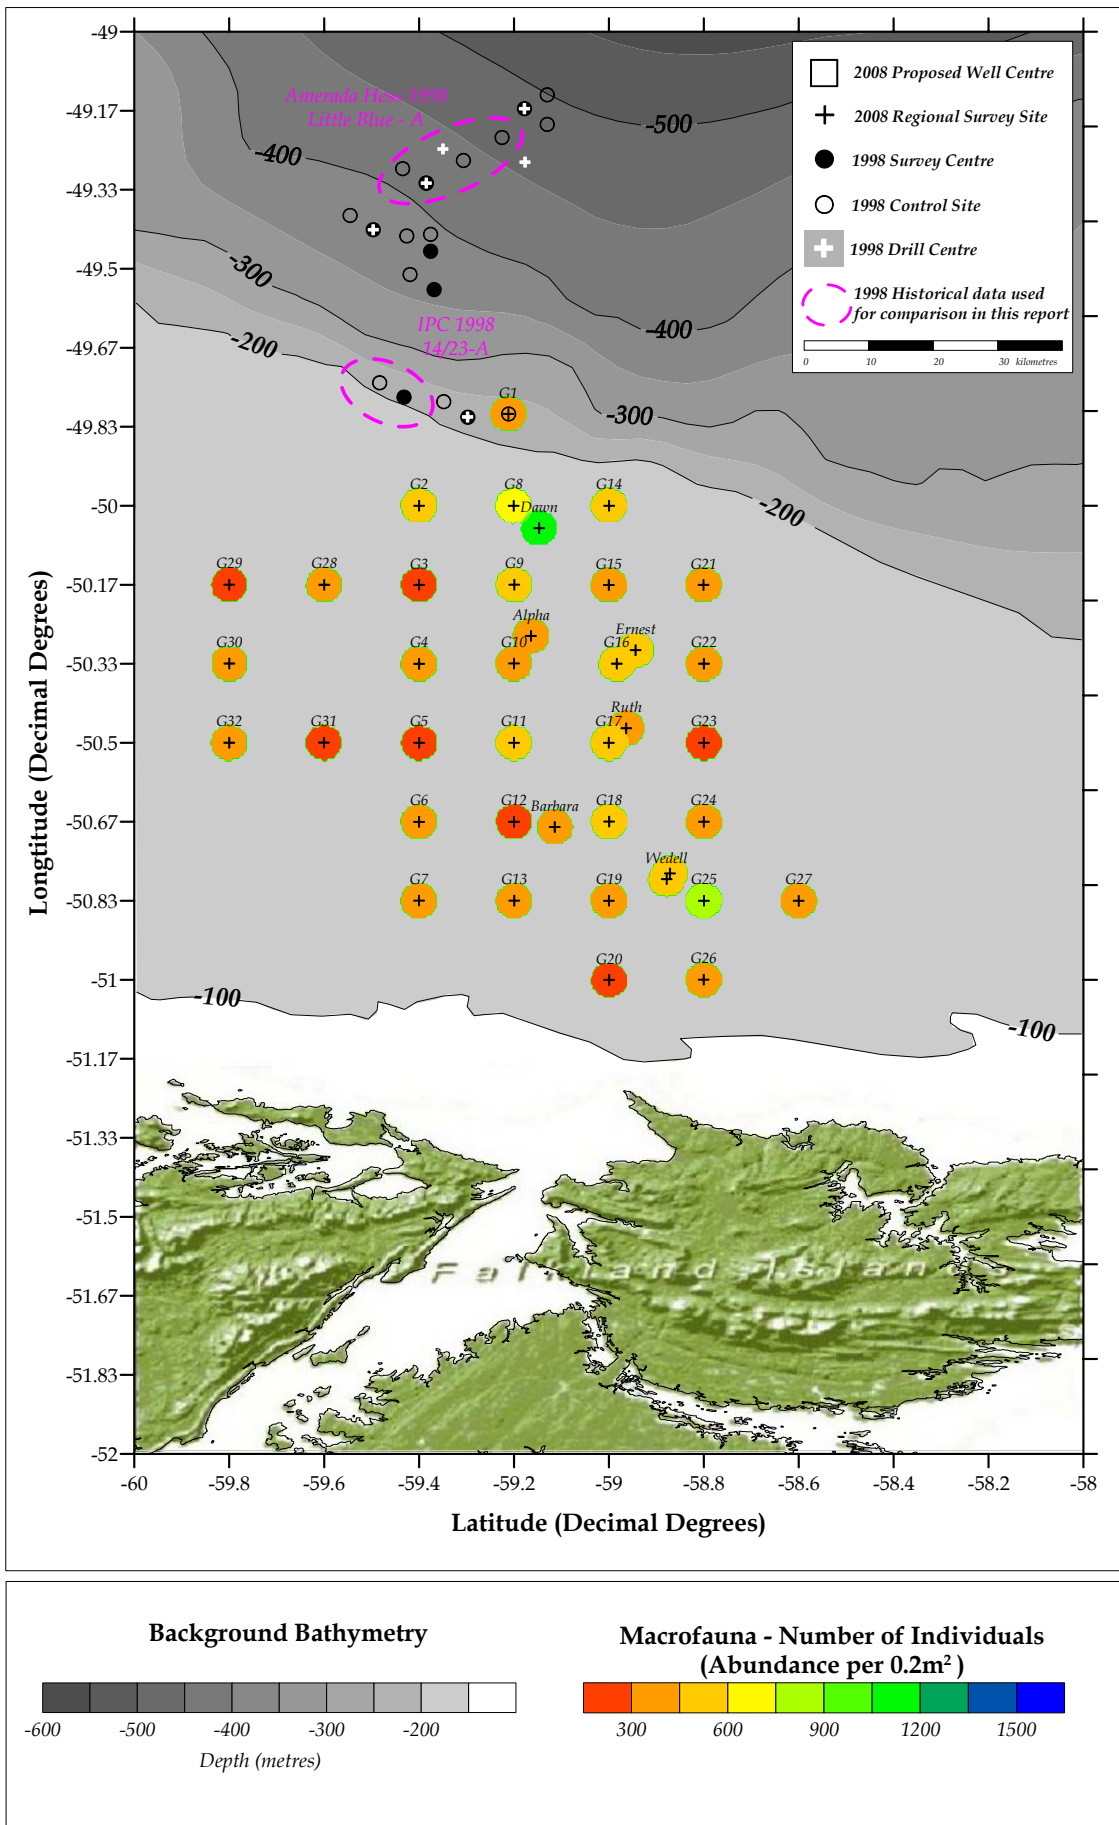 -49
-49.17
-49.33
-49.5
-49.67
-49.83
-50
-50.17
-50.33
-50.5
-50.67
-50.83
-51
-51.17
-51.33
-51.5
-51.67
-51.83
-52
Longtitude (Decimal Degrees)
-60 -59.8 -59.6 -59.4 -59.2 -59 -58.8 -58.6 -58.4 -58.2 -58
Latitude (Decimal Degrees)
2008 Proposed Well Centre
2008 Regional Survey Site
1998 Survey Centre
1998 Control Site
1998 Drill Centre
1998 Historical data used
for comparison in this report
0 10 20 30 kilometres
Amerada Hess 1998
Little Blue - A
-500
-400
-300
-400
IPC 1998
14/23-A
-200
-300
-200
G1
G2 G8 G14
Dawn
G29 G28 G3 G9 G15 G21
Alpha
Ernest
G30 G4 G10 G16 G22
Ruth
G32 G31 G5 G11 G17 G23
G6 G12 Barbara G18 G24
Wedell
G7 G13 G19 G25 G27
G20 G26
-100
-100
Background Bathymetry
-600 -500 -400 -300 -200
Depth (metres)
Macrofauna - Number of Individuals
(Abundance per 0.2m²)
300 600 900 1200 1500